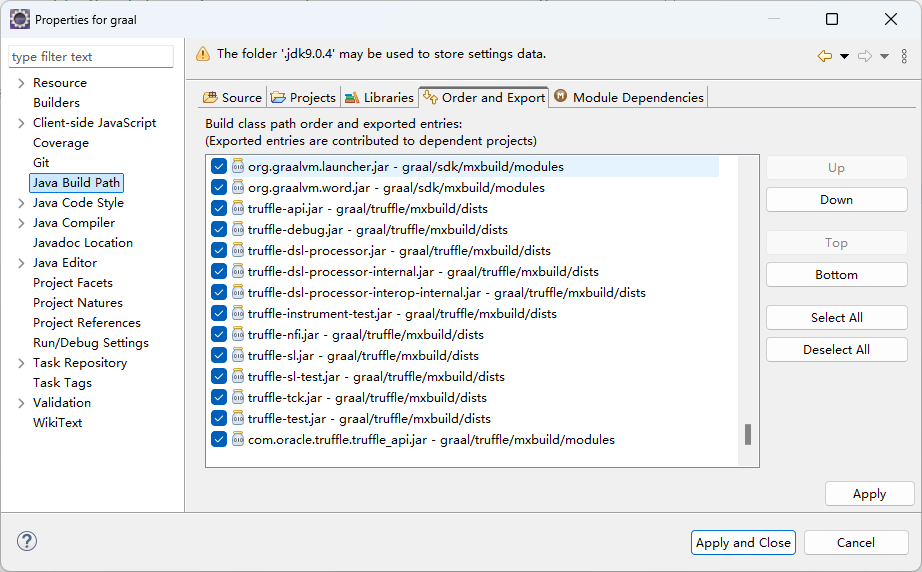 Properties for graal
type filter text
Resource
Builders
Client-side JavaScript
Coverage
Git
Java Build Path
Java Code Style
Java Compiler
Javadoc Location
Java Editor
Project Facets
Project Natures
Project References
Run/Debug Settings
Task Repository
Task Tags
Validation
WikiText
The folder '.jdk9.0.4' may be used to store settings data.
Source Projects Libraries Order and Export Module Dependencies
Build class path order and exported entries:
(Exported entries are contributed to dependent projects)
org.graalvm.launcher.jar - graal/sdk/mxbuild/modules
org.graalvm.word.jar - graal/sdk/mxbuild/modules
truffle-api.jar - graal/truffle/mxbuild/dists
truffle-debug.jar - graal/truffle/mxbuild/dists
truffle-dsl-processor.jar - graal/truffle/mxbuild/dists
truffle-dsl-processor-internal.jar - graal/truffle/mxbuild/dists
truffle-dsl-processor-interop-internal.jar - graal/truffle/mxbuild/dists
truffle-instrument-test.jar - graal/truffle/mxbuild/dists
truffle-nfi.jar - graal/truffle/mxbuild/dists
truffle-sl.jar - graal/truffle/mxbuild/dists
truffle-sl-test.jar - graal/truffle/mxbuild/dists
truffle-tck.jar - graal/truffle/mxbuild/dists
truffle-test.jar - graal/truffle/mxbuild/dists
com.oracle.truffle.truffle_api.jar - graal/truffle/mxbuild/modules
Up
Down
Top
Bottom
Select All
Deselect All
Apply
Apply and Close
Cancel